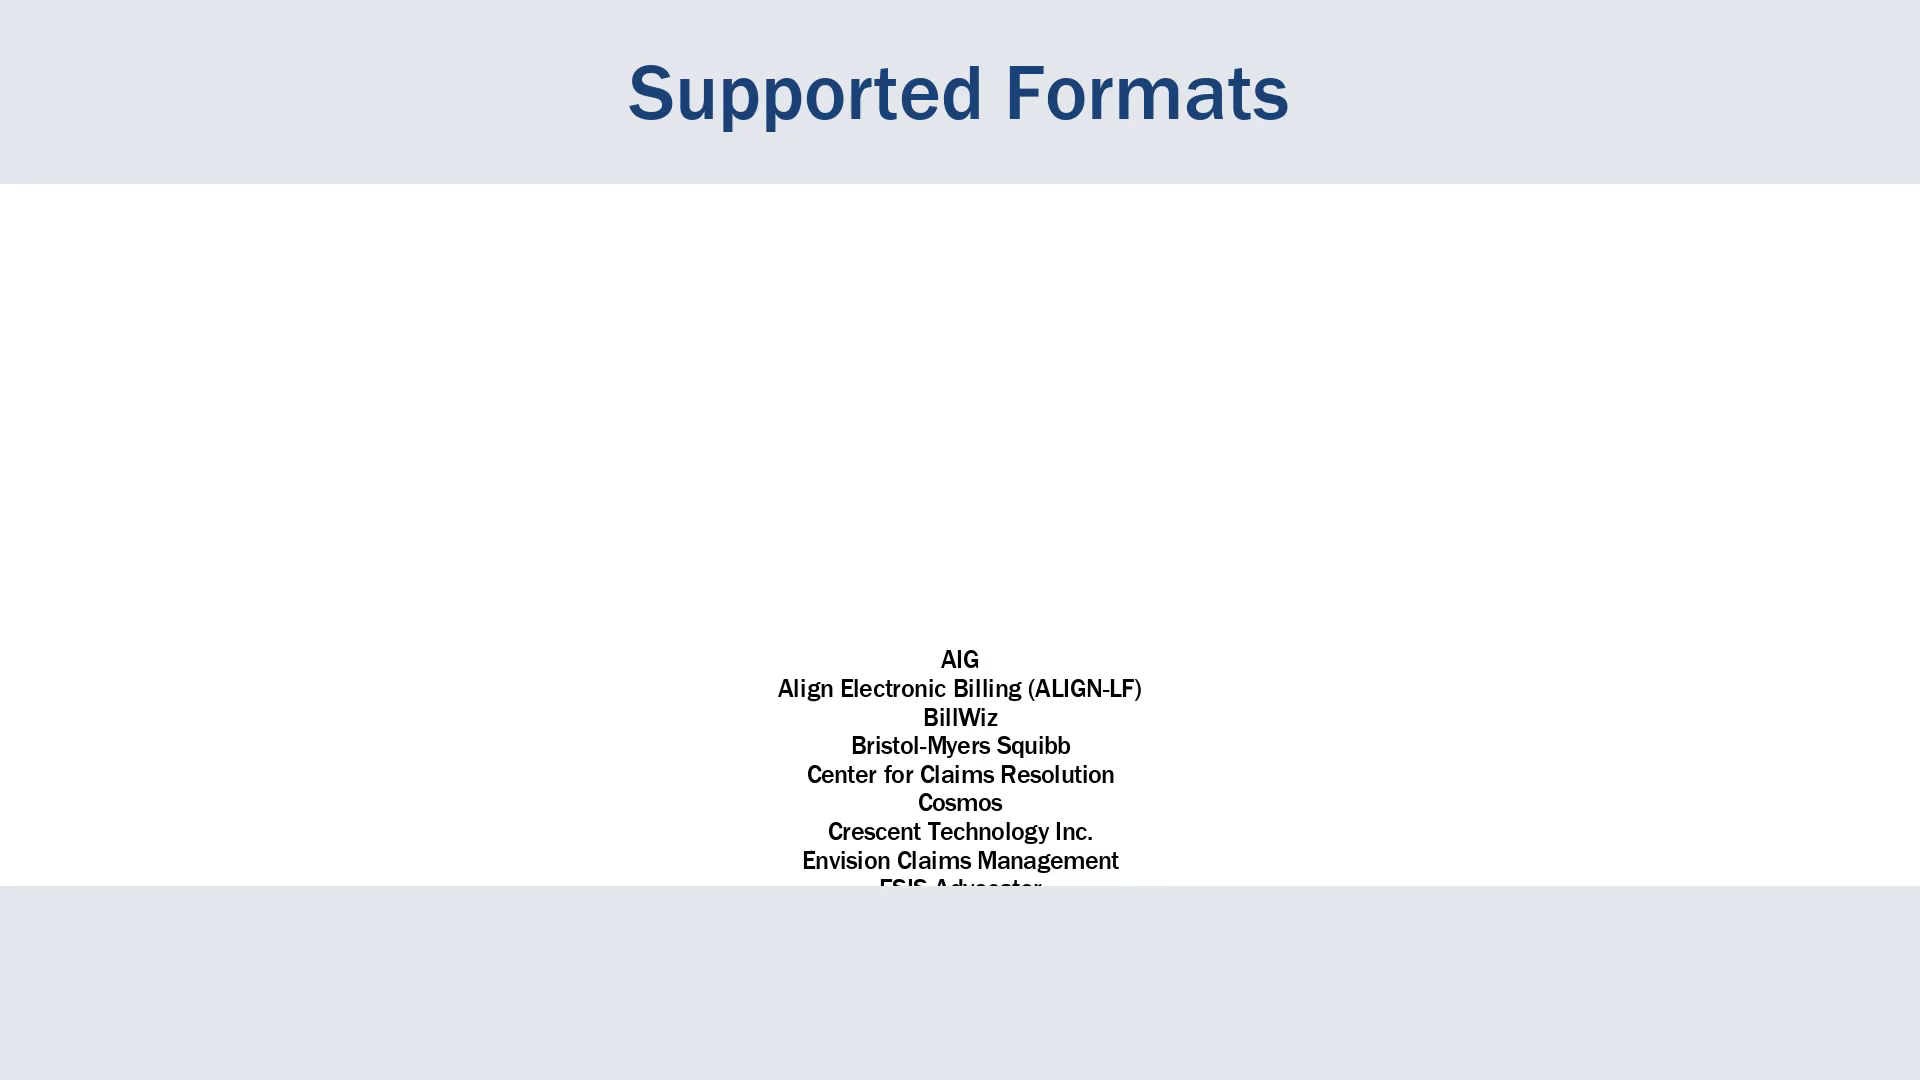 Supported Formats
AIG
Align Electronic Billing (ALIGN-LF)
BillWiz
Bristol-Myers Squibb
Center for Claims Resolution
Cosmos
Crescent Technology Inc.
Envision Claims Management